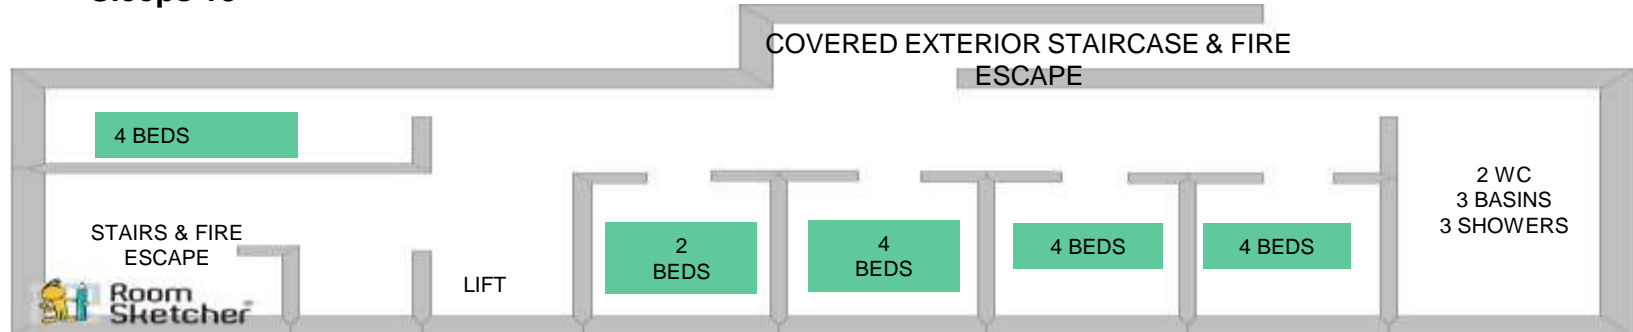 COVERED EXTERIOR STAIRCASE & FIRE
ESCAPE
4 BEDS
2 WC
3 BASINS
3 SHOWERS
STAIRS & FIRE
ESCAPE
2
BEDS
4
BEDS
4 BEDS
4 BEDS
LIFT
Room
Sketcher